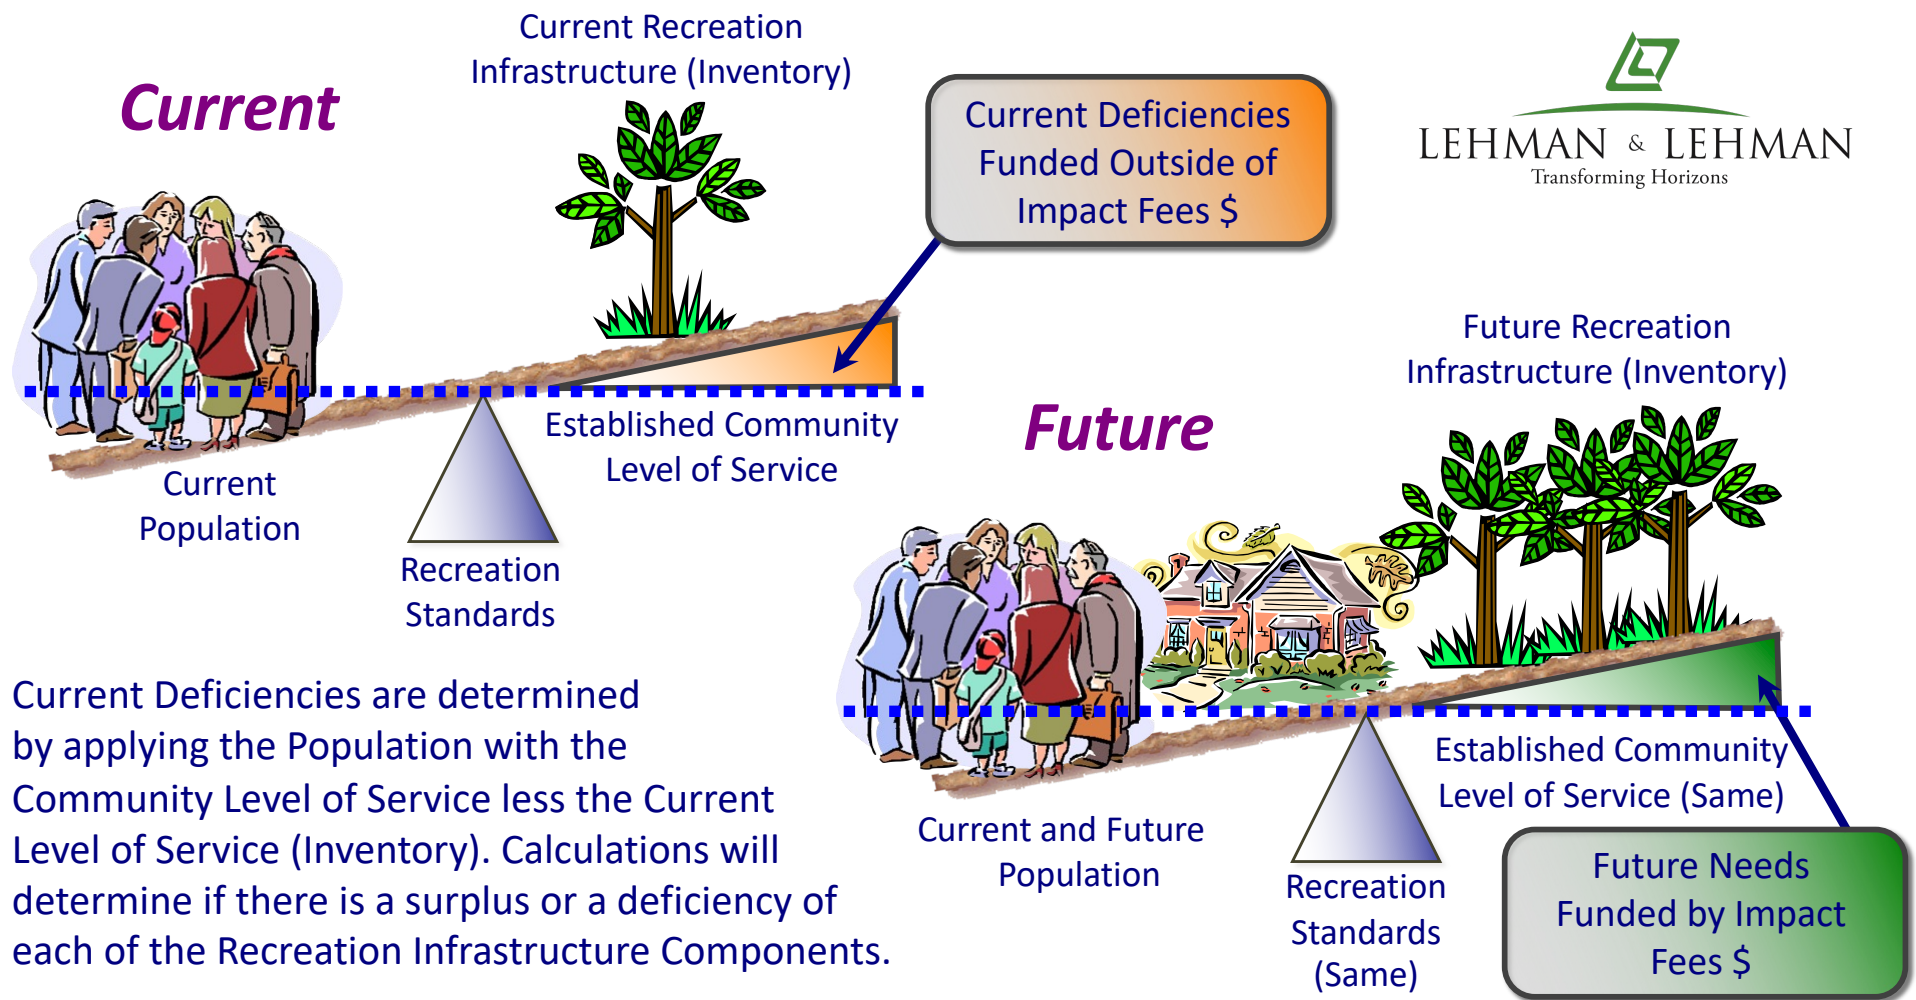 Current
Current Recreation
Infrastructure (Inventory)
Current Deficiencies
Funded Outside of
Impact Fees $
LEHMAN & LEHMAN
Transforming Horizons
Established Community
Level of Service
Current
Population
Recreation
Standards
Future
Future Recreation
Infrastructure (Inventory)
Current Deficiencies are determined
by applying the Population with the
Community Level of Service less the Current
Level of Service (Inventory). Calculations will
determine if there is a surplus or a deficiency of
each of the Recreation Infrastructure Components.
Established Community
Level of Service (Same)
Current and Future
Population
Recreation
Standards
(Same)
Future Needs
Funded by Impact
Fees $